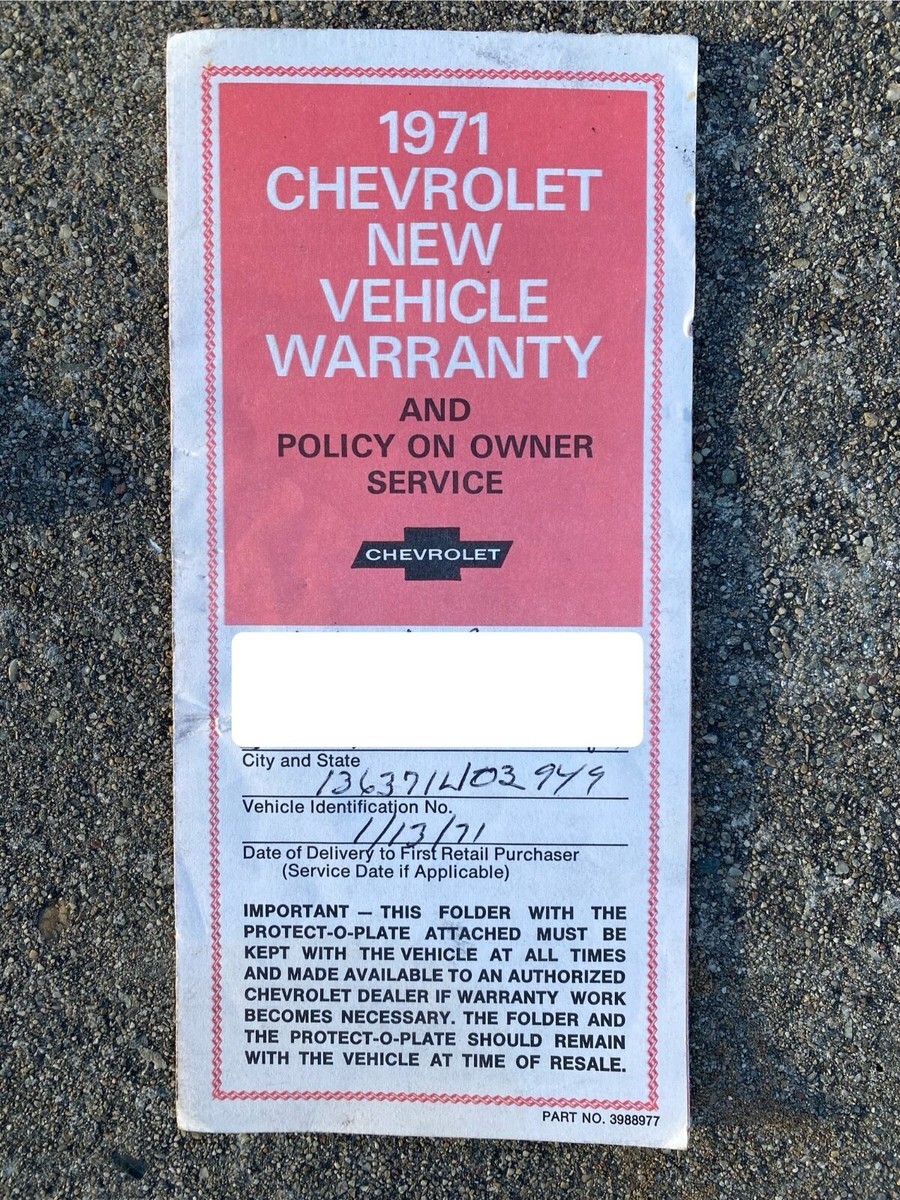 1971
CHEVROLET
NEW
VEHICLE
WARRANTY
AND
POLICY ON OWNER
SERVICE
CHEVROLET
City and State
136371L103949
Vehicle Identification No.
1/13/71
Date of Delivery to First Retail Purchaser
(Service Date if Applicable)
IMPORTANT — THIS FOLDER WITH THE
PROTECT-O-PLATE ATTACHED MUST BE
KEPT WITH THE VEHICLE AT ALL TIMES
AND MADE AVAILABLE TO AN AUTHORIZED
CHEVROLET DEALER IF WARRANTY WORK
BECOMES NECESSARY. THE FOLDER AND
THE PROTECT-O-PLATE SHOULD REMAIN
WITH THE VEHICLE AT TIME OF RESALE.
PART NO. 3988977